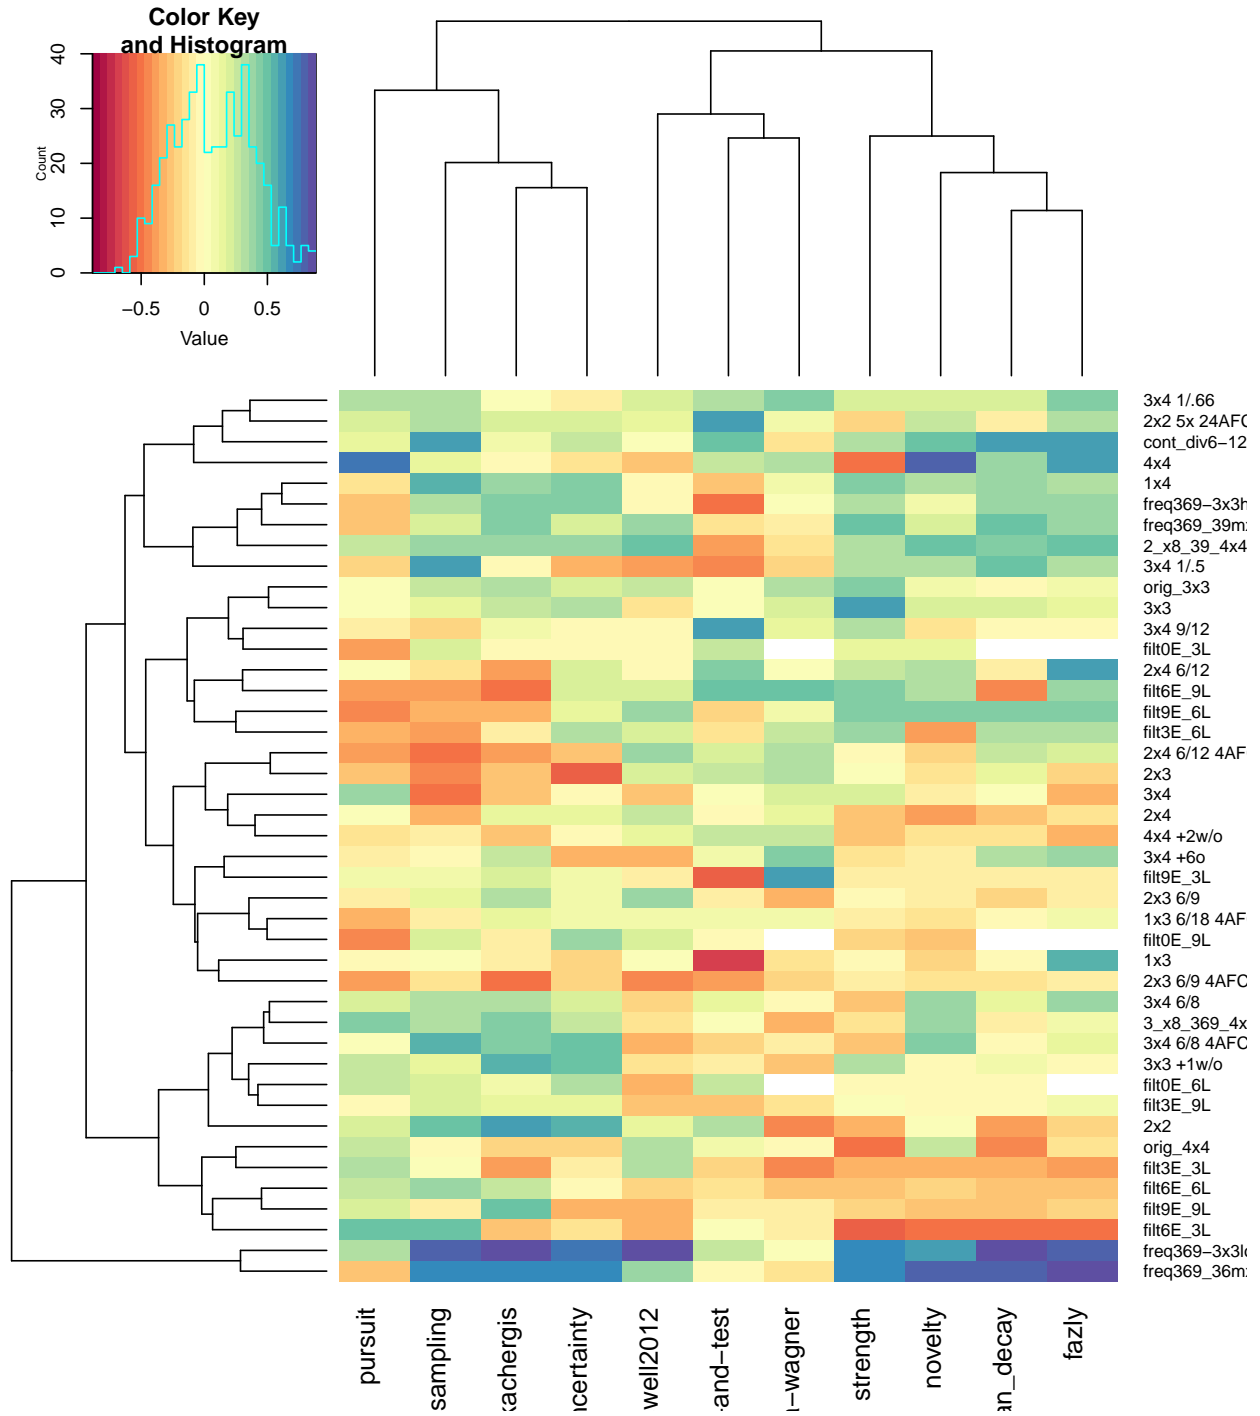 Color Key
and Histogram
Count
0 10 20 30 40
−0.5 0 0.5
Value
3x4 1/.66
2x2 5x 24AFC
cont_div6−12
4x4
1x4
freq369−3x3h
freq369_39mx
2_x8_39_4x4
3x4 1/.5
orig_3x3
3x3
3x4 9/12
filt0E_3L
2x4 6/12
filt6E_9L
filt9E_6L
filt3E_6L
2x4 6/12 4AF
2x3
3x4
2x4
4x4 +2w/o
3x4 +6o
filt9E_3L
2x3 6/9
1x3 6/18 4AF
filt0E_9L
1x3
2x3 6/9 4AFC
3x4 6/8
3_x8_369_4x
3x4 6/8 4AFC
3x3 +1w/o
filt0E_6L
filt3E_9L
2x2
orig_4x4
filt3E_3L
filt6E_6L
filt9E_9L
filt6E_3L
freq369−3x3lo
freq369_36mx
pursuit
sampling
kachergis
ncertainty
well2012
−and−test
a−wagner
strength
novelty
an_decay
fazly